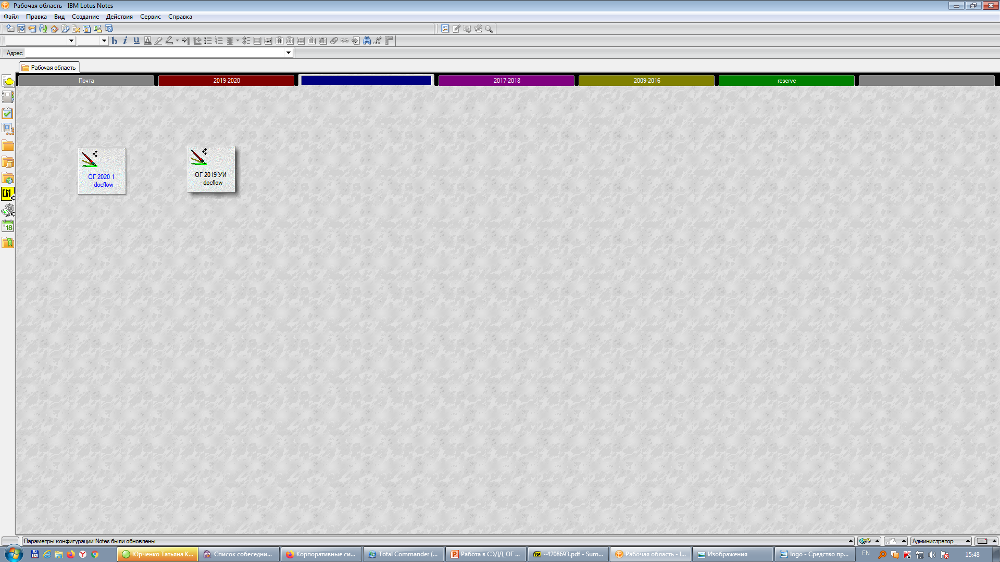 Рабочая область - IBM Lotus Notes
Файл Правка Вид Создание Действия Сервис Справка
Адрес
Рабочая область
Почта 2019-2020 2017-2018 2009-2016 reserve
ОГ 2020 1
- docflow
ОГ 2019 УИ
- docflow
18
Параметры конфигурации Notes были обновлены
Администратор_...
Юрченко Татьяна К... Список собеседни... Корпоративные си... Total Commander (... Работа в СЭДД_ОГ ... ~4208693.pdf - Sum... Рабочая область - I... Изображения logo - Средство пр... EN 15:48